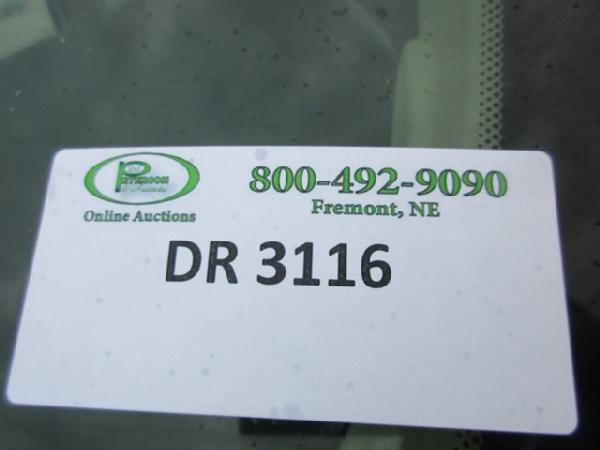 800-492-9090
Fremont, NE
Online Auctions
DR 3116